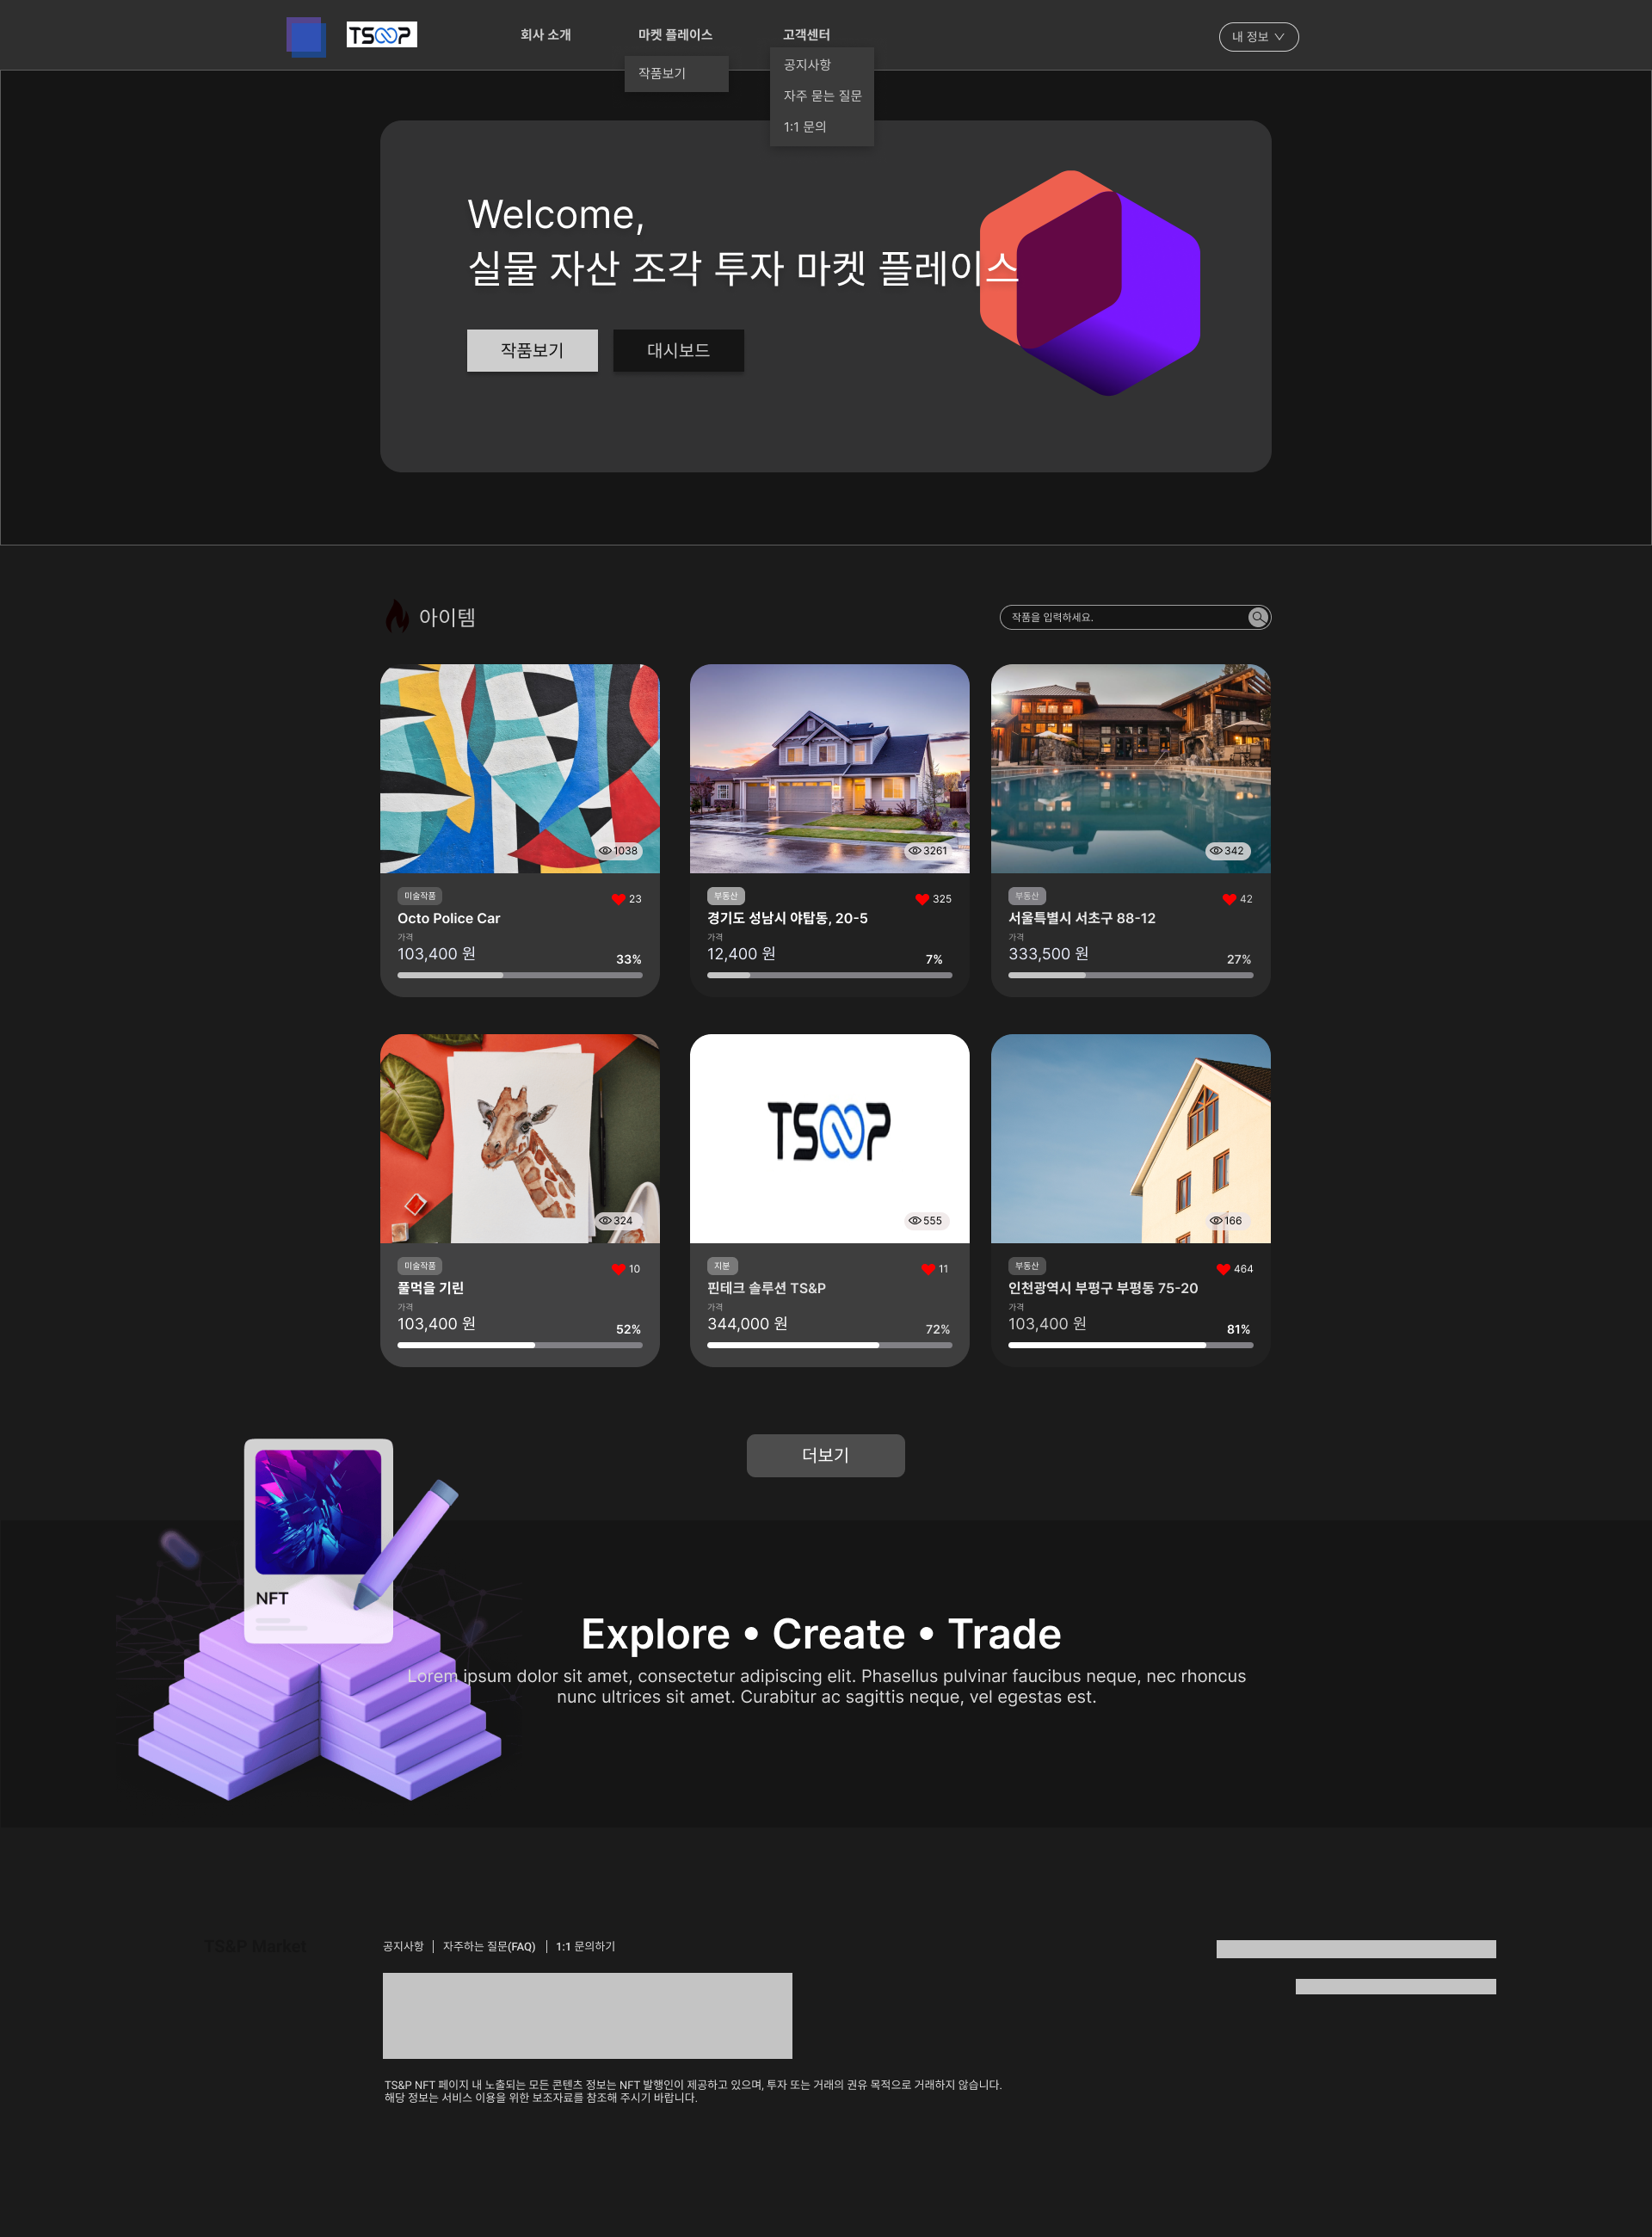 TS&P
회사 소개
마켓 플레이스
고객센터
내 정보
작품보기
공지사항
자주 묻는 질문
1:1 문의
Welcome,
실물 자산 조각 투자 마켓 플레이스
작품보기
대시보드
아이템
작품을 입력하세요.
1038
미술작품
23
Octo Police Car
가격
103,400 원
33%
3261
부동산
325
경기도 성남시 야탑동, 20-5
가격
12,400 원
7%
342
부동산
42
서울특별시 서초구 88-12
가격
333,500 원
27%
324
미술작품
10
풀먹을 기린
가격
103,400 원
52%
TS&P
555
지분
11
핀테크 솔루션 TS&P
가격
344,000 원
72%
166
부동산
464
인천광역시 부평구 부평동 75-20
가격
103,400 원
81%
더보기
NFT
Explore • Create • Trade
Lorem ipsum dolor sit amet, consectetur adipiscing elit. Phasellus pulvinar faucibus neque, nec rhoncus
nunc ultrices sit amet. Curabitur ac sagittis neque, vel egestas est.
TS&P Market
공지사항
자주하는 질문(FAQ)
1:1 문의하기
TS&P NFT 페이지 내 노출되는 모든 콘텐츠 정보는 NFT 발행인이 제공하고 있으며, 투자 또는 거래의 권유 목적으로 거래하지 않습니다.
해당 정보는 서비스 이용을 위한 보조자료를 참조해 주시기 바랍니다.